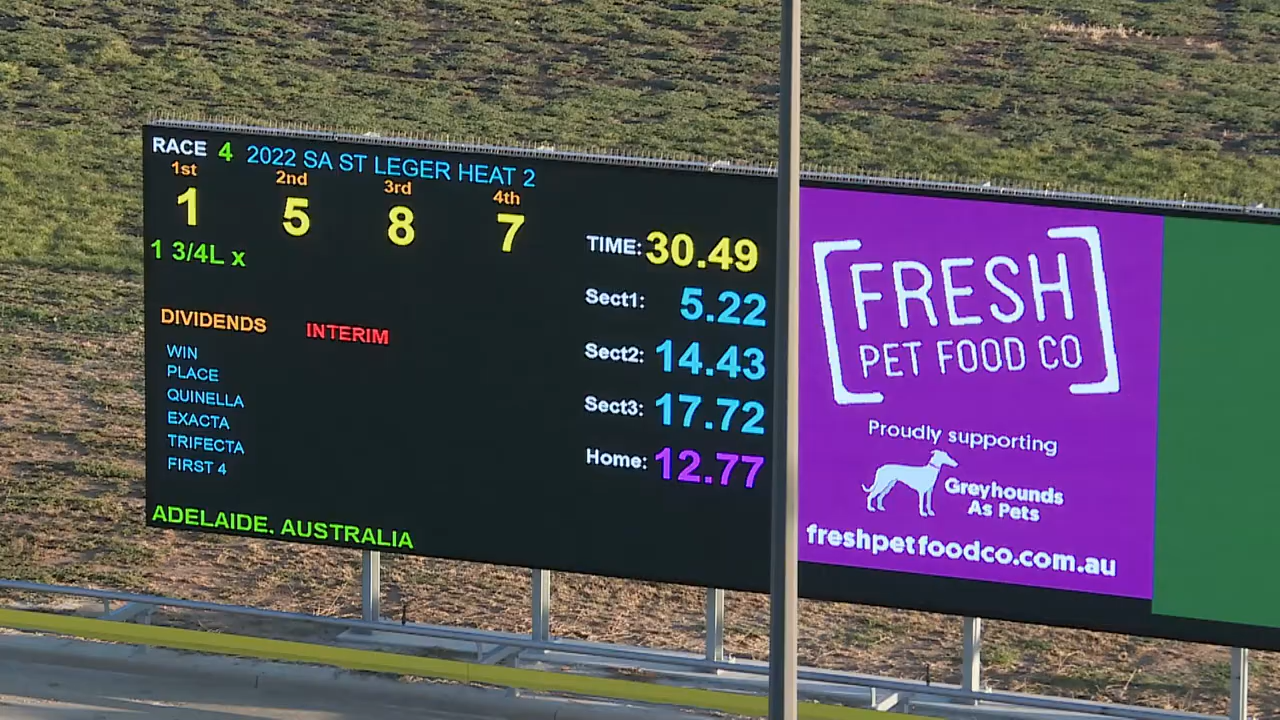 RACE 4 2022 SA ST LEGER HEAT 2
1st 2nd 3rd 4th
1 5 8 7
1 3/4L x
TIME: 30.49
Sect1: 5.22
Sect2: 14.43
Sect3: 17.72
Home: 12.77
DIVIDENDS INTERIM
WIN
PLACE
QUINELLA
EXACTA
TRIFECTA
FIRST 4
ADELAIDE. AUSTRALIA
FRESH
PET FOOD CO
Proudly supporting
Greyhounds
As Pets
freshpetfoodco.com.au